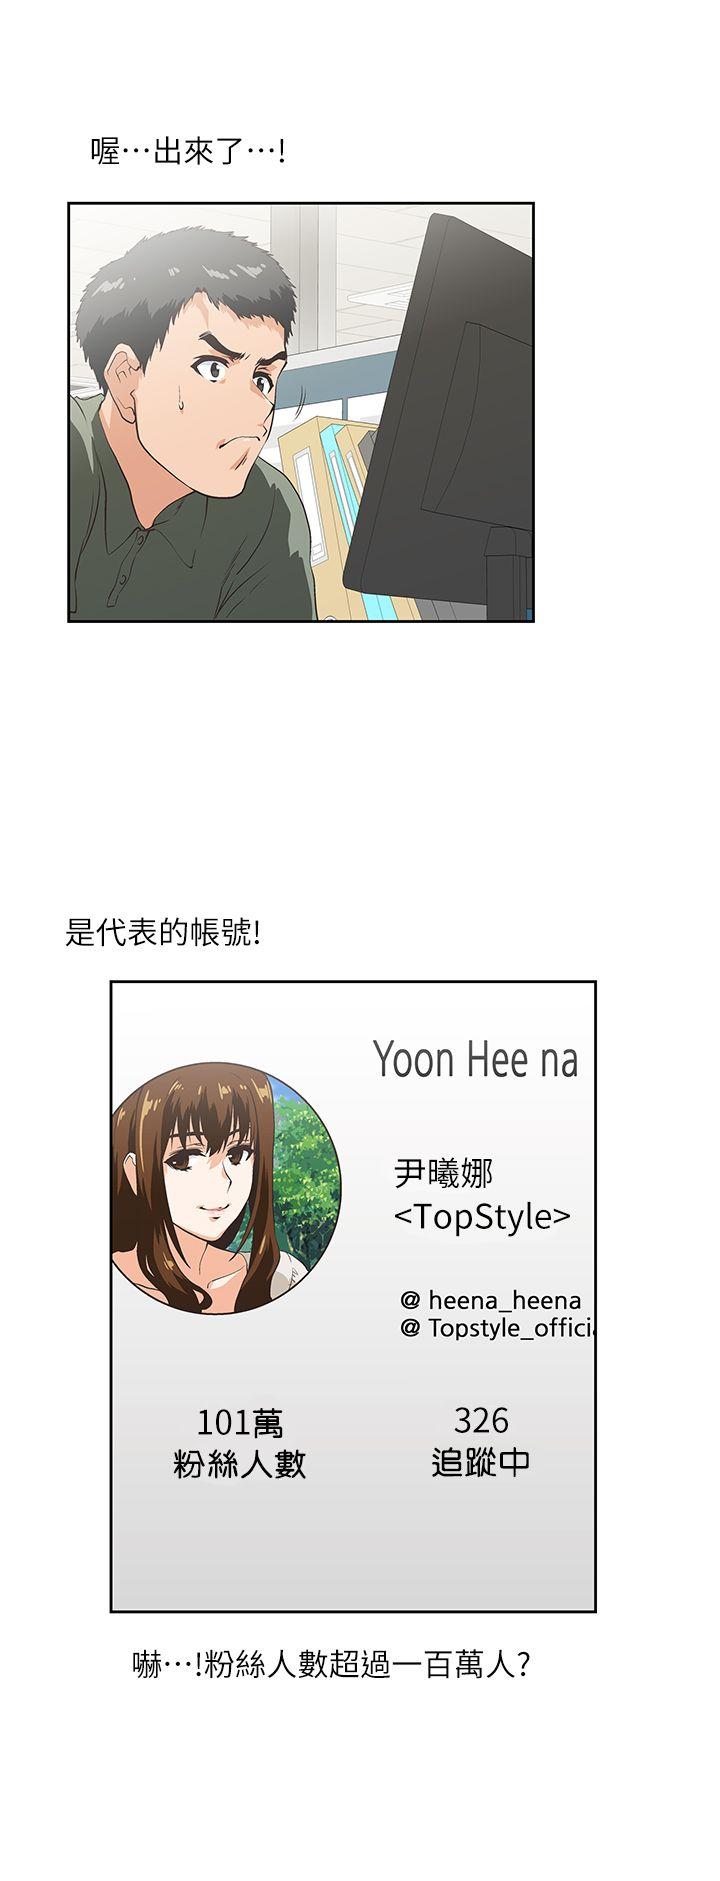 喔⋯出來了⋯!
是代表的帳號!
Yoon Hee na
尹曦娜
<TopStyle>
@ heena_heena
@ Topstyle_offici
101萬
粉絲人數
326
追蹤中
嚇⋯!粉絲人數超過一百萬人?